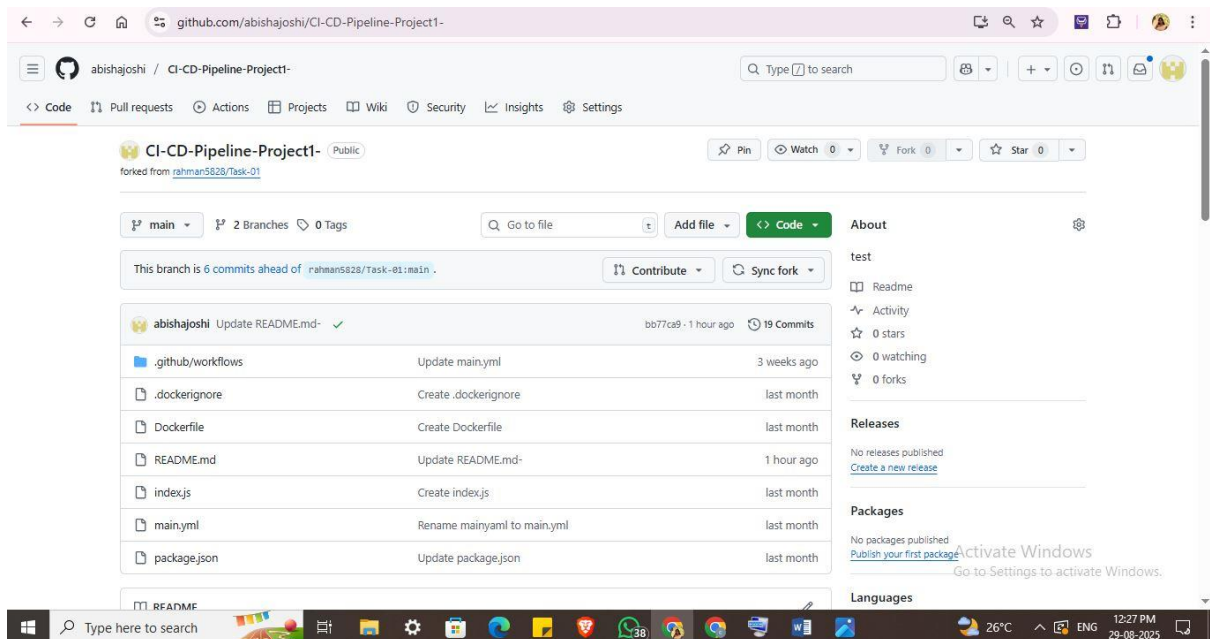 github.com/abishajoshi/CI-CD-Pipeline-Project1-
abishajoshi / CI-CD-Pipeline-Project1-
Type / to search
Code Pull requests Actions Projects Wiki Security Insights Settings
CI-CD-Pipeline-Project1- Public
Pin Watch 0 Fork 0 Star 0
forked from rahman5828/Task-01
main 2 Branches 0 Tags Go to file t Add file Code
About
test
This branch is 6 commits ahead of rahman5828/Task-01:main .
Contribute Sync fork
Readme
Activity
0 stars
0 watching
0 forks
abishajoshi Update README.md- bb77ca9 · 1 hour ago 19 Commits
.github/workflows Update main.yml 3 weeks ago
.dockerignore Create .dockerignore last month
Dockerfile Create Dockerfile last month
README.md Update README.md- 1 hour ago
index.js Create index.js last month
main.yml Rename mainyaml to main.yml last month
package.json Update package.json last month
README
Releases
No releases published
Create a new release
Packages
No packages published
Publish your first package
Languages
Activate Windows
Go to Settings to activate Windows.
Type here to search
38
26°C ENG 12:27 PM
29-08-2025